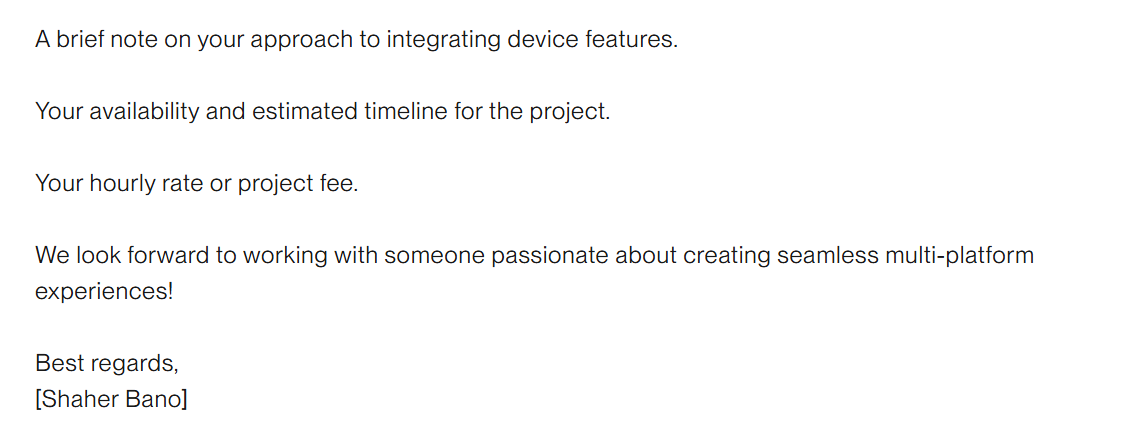 A brief note on your approach to integrating device features.
Your availability and estimated timeline for the project.
Your hourly rate or project fee.
We look forward to working with someone passionate about creating seamless multi-platform
experiences!
Best regards,
[Shaher Bano]